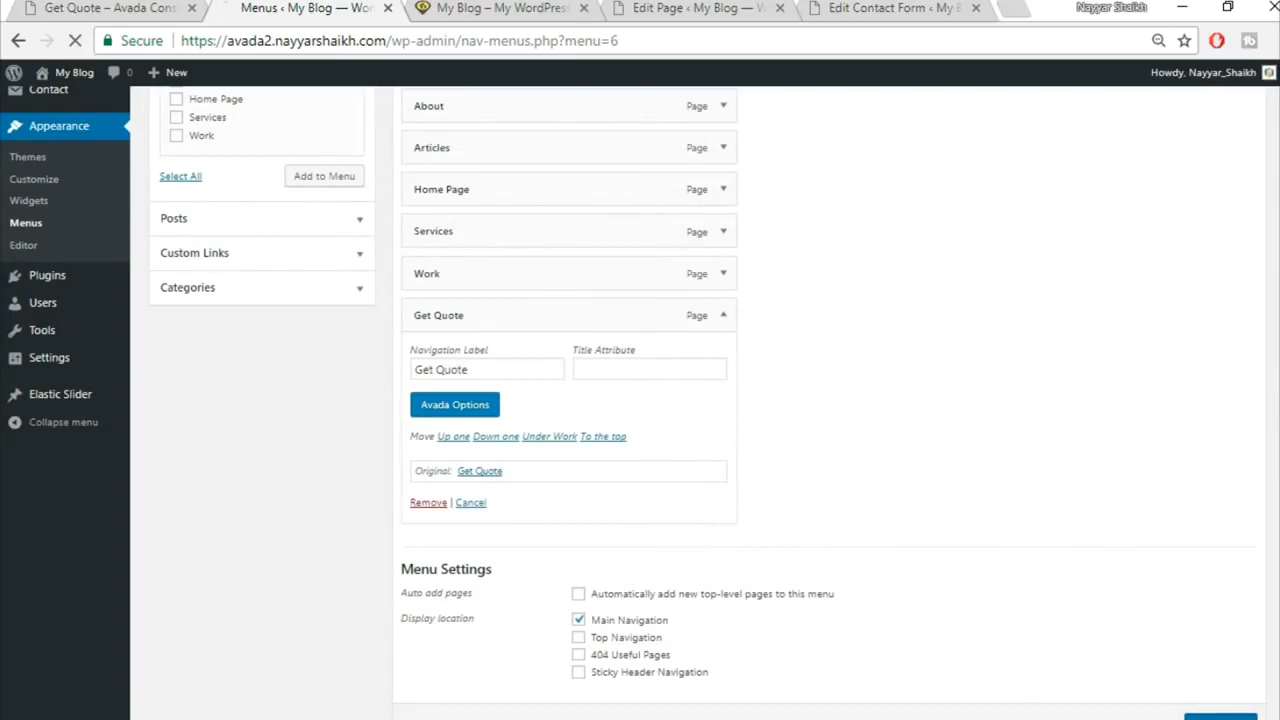 Get Quote – Avada Cons
Menus ‹ My Blog — Wor
My Blog – My WordPress
Edit Page ‹ My Blog — W
Edit Contact Form ‹ My B
Nayyar Shaikh
Secure
https://avada2.nayyarshaikh.com/wp-admin/nav-menus.php?menu=6
My Blog
0
New
Howdy, Nayyar_Shaikh
Contact
Appearance
Themes
Customize
Widgets
Menus
Editor
Plugins
Users
Tools
Settings
Elastic Slider
Collapse menu
Home Page
Services
Work
Select All
Add to Menu
Posts
Custom Links
Categories
About Page
Articles Page
Home Page Page
Services Page
Work Page
Get Quote Page
Navigation Label Title Attribute
Get Quote
Avada Options
Move Up one Down one Under Work To the top
Original: Get Quote
Remove | Cancel
Menu Settings
Auto add pages Automatically add new top-level pages to this menu
Display location Main Navigation
Top Navigation
404 Useful Pages
Sticky Header Navigation